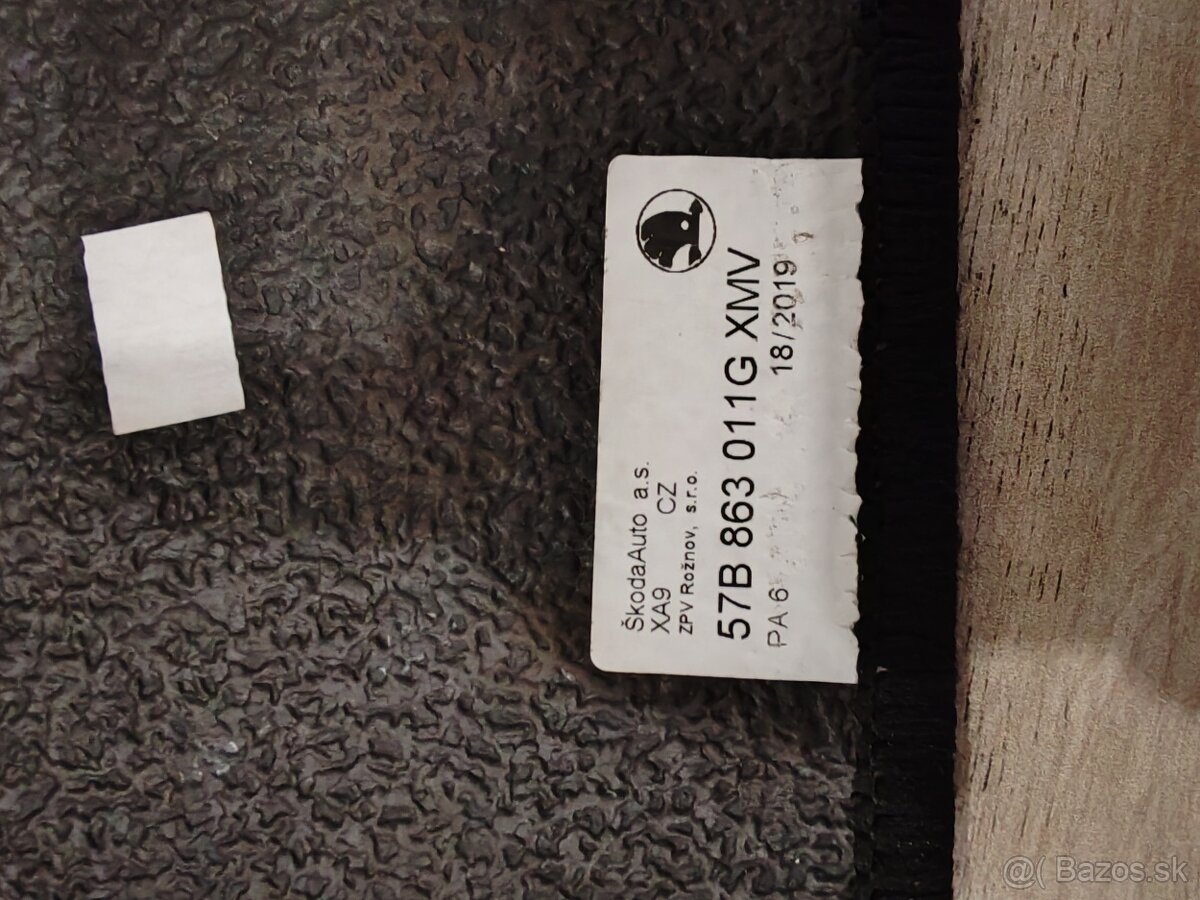 ŠkodaAuto a.s.
XA9 CZ
ZPV Rožnov, s.r.o.
57B 863 011G XMV
PA 6 18/2019
@( Bazos.sk